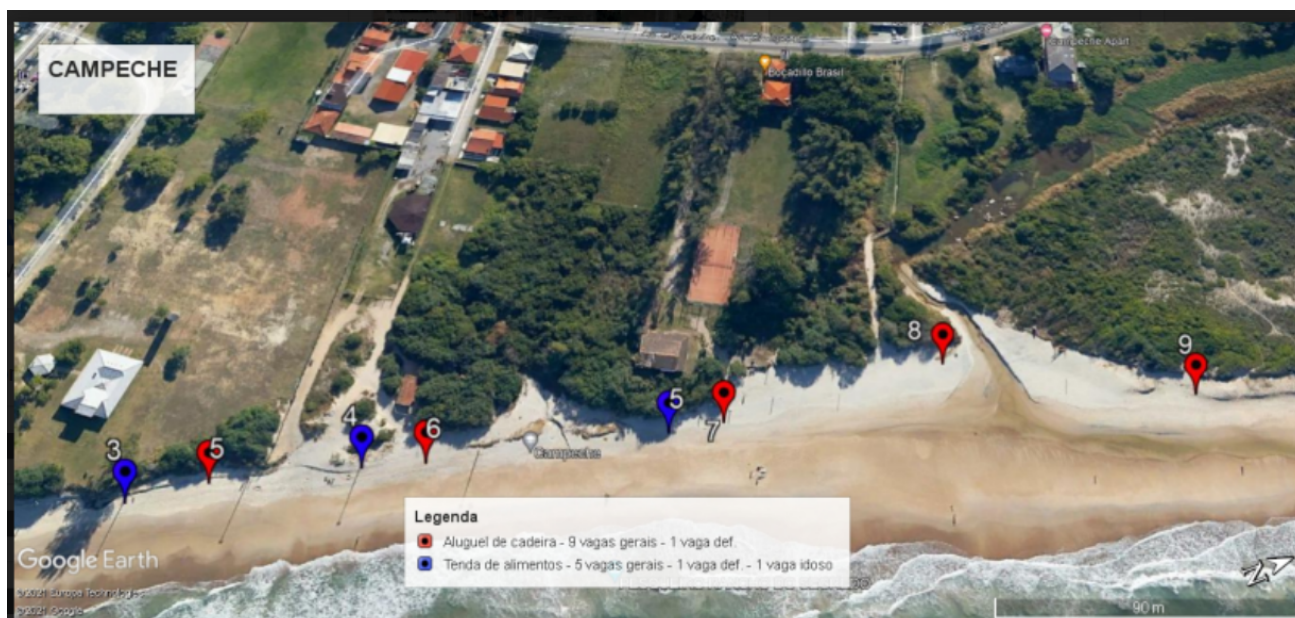 CAMPECHE
Bocadillo Brasil
Campeche Apart
8
9
5
7
6
4
5
3
Campeche
Legenda
Aluguel de cadeira - 9 vagas gerais - 1 vaga def.
Tenda de alimentos - 5 vagas gerais - 1 vaga def. - 1 vaga idoso
Google Earth
©2021 Google
N
90 m